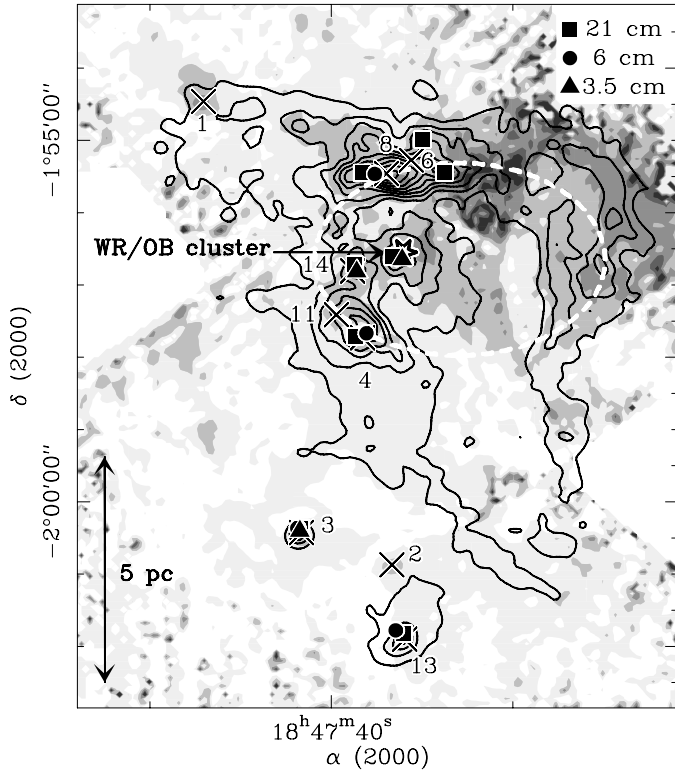 21 cm
6 cm
3.5 cm
−1°55'00"
1
8
6
WR/OB cluster
14
11
4
δ (2000)
−2°00'00"
3
2
5 pc
13
18h47m40s
α (2000)